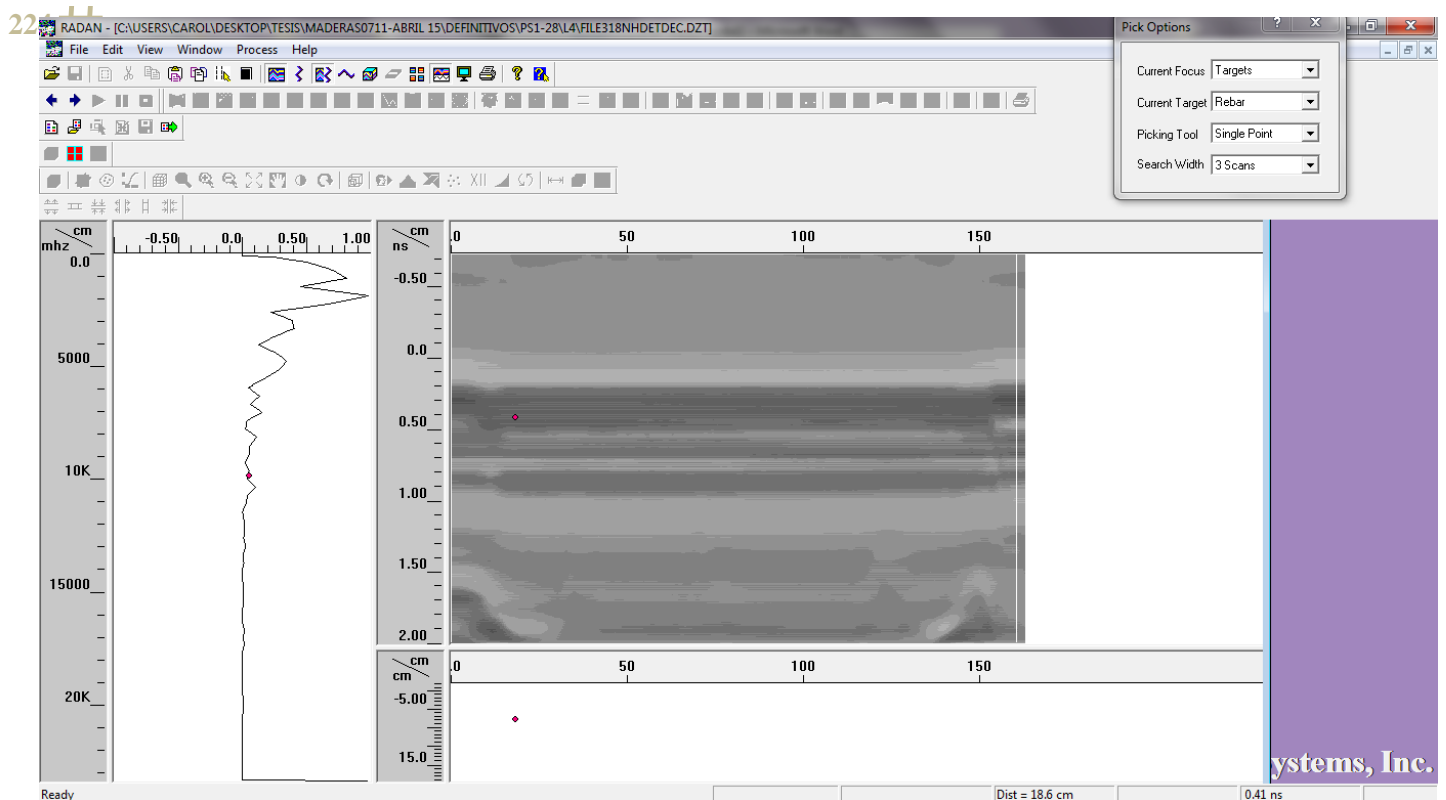 224
RADAN - [C:\USERS\CAROL\DESKTOP\TESIS\MADERAS0711-ABRIL 15\DEFINITIVOS\PS1-28\L4\FILE318NHDETDEC.DZT]
File Edit View Window Process Help
Pick Options
Current Focus Targets
Current Target Rebar
Picking Tool Single Point
Search Width 3 Scans
cm
mhz
-0.50 0.0 0.50 1.00
0.0
5000
10K
15000
20K
cm
ns
.0 50 100 150
-0.50
0.0
0.50
1.00
1.50
2.00
cm
cm
.0 50 100 150
-5.00
15.0
ystems, Inc.
Ready Dist = 18.6 cm 0.41 ns